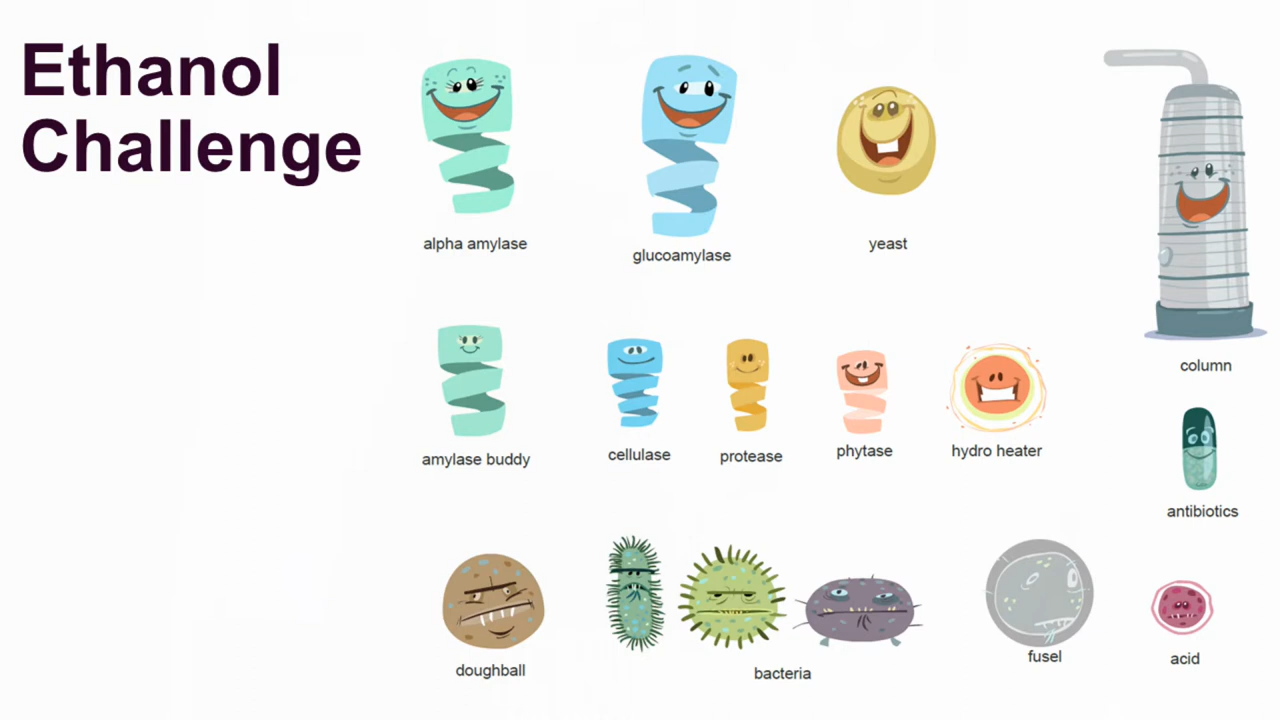 Ethanol
Challenge
alpha amylase
glucoamylase
yeast
column
amylase buddy
cellulase
protease
phytase
hydro heater
antibiotics
doughball
bacteria
fusel
acid